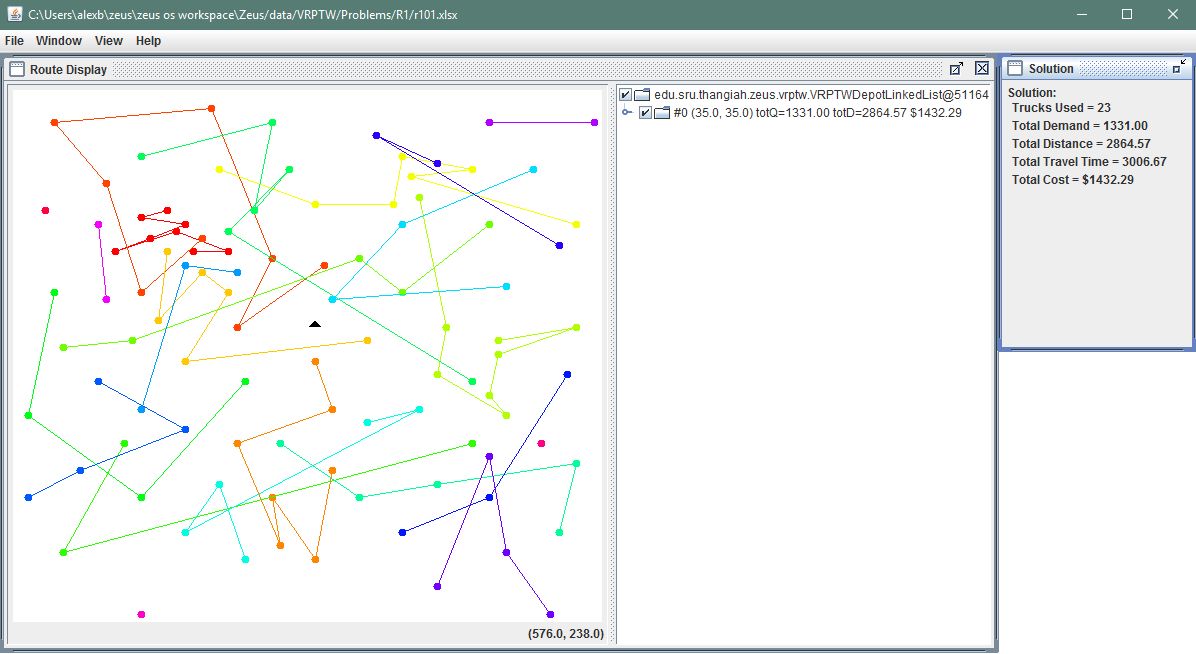 C:\Users\alexb\zeus\zeus os workspace\Zeus/data/VRPTW/Problems/R1/r101.xlsx
File Window View Help
Route Display
edu.sru.thangiah.zeus.vrptw.VRPTWDepotLinkedList@51164
#0 (35.0, 35.0) totQ=1331.00 totD=2864.57 $1432.29
(576.0, 238.0)
Solution
Solution:
Trucks Used = 23
Total Demand = 1331.00
Total Distance = 2864.57
Total Travel Time = 3006.67
Total Cost = $1432.29